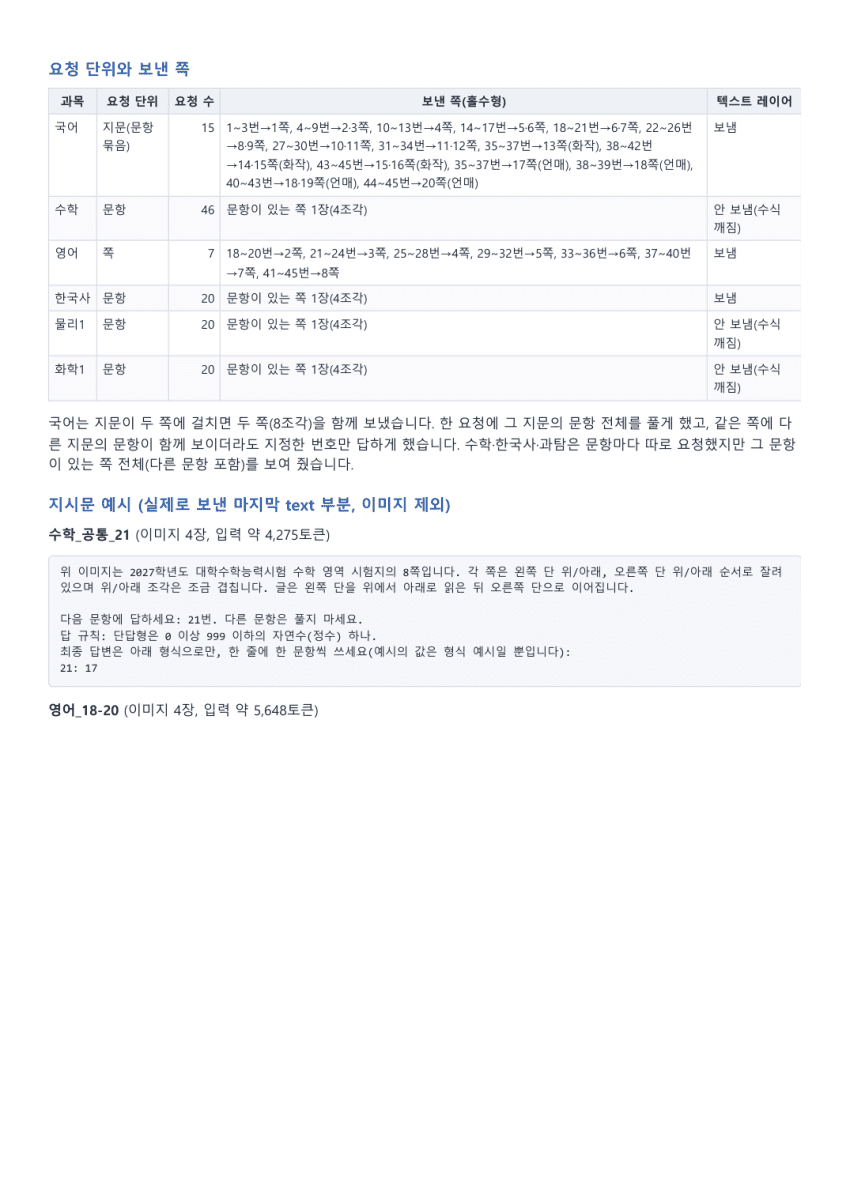 요청 단위와 보낸 쪽
과목 요청 단위 요청 수 보낸 쪽(홀수형) 텍스트 레이어
국어 지문(문항 묶음) 15 1~3번→1쪽, 4~9번→2·3쪽, 10~13번→4쪽, 14~17번→5·6쪽, 18~21번→6·7쪽, 22~26번 보냄
→8·9쪽, 27~30번→10·11쪽, 31~34번→11·12쪽, 35~37번→13쪽(화작), 38~42번
→14·15쪽(화작), 43~45번→15·16쪽(화작), 35~37번→17쪽(언매), 38~39번→18쪽(언매),
40~43번→18·19쪽(언매), 44~45번→20쪽(언매)
수학 문항 46 문항이 있는 쪽 1장(4조각) 안 보냄(수식
깨짐)
영어 쪽 7 18~20번→2쪽, 21~24번→3쪽, 25~28번→4쪽, 29~32번→5쪽, 33~36번→6쪽, 37~40번 보냄
→7쪽, 41~45번→8쪽
한국사 문항 20 문항이 있는 쪽 1장(4조각) 보냄
물리1 문항 20 문항이 있는 쪽 1장(4조각) 안 보냄(수식
깨짐)
화학1 문항 20 문항이 있는 쪽 1장(4조각) 안 보냄(수식
깨짐)
국어는 지문이 두 쪽에 걸치면 두 쪽(8조각)을 함께 보냈습니다. 한 요청에 그 지문의 문항 전체를 풀게 했고, 같은 쪽에 다
른 지문의 문항이 함께 보이더라도 지정한 번호만 답하게 했습니다. 수학·한국사·과탐은 문항마다 따로 요청했지만 그 문항
이 있는 쪽 전체(다른 문항 포함)를 보여 줬습니다.
지시문 예시 (실제로 보낸 마지막 text 부분, 이미지 제외)
수학_공통_21 (이미지 4장, 입력 약 4,275토큰)
위 이미지는 2027학년도 대학수학능력시험 수학 영역 시험지의 8쪽입니다. 각 쪽은 왼쪽 단 위/아래, 오른쪽 단 위/아래 순서로 잘려
있으며 위/아래 조각은 조금 겹칩니다. 글은 왼쪽 단을 위에서 아래로 읽은 뒤 오른쪽 단으로 이어집니다.
다음 문항에 답하세요: 21번. 다른 문항은 풀지 마세요.
답 규칙: 단답형은 0 이상 999 이하의 자연수(정수) 하나.
최종 답변은 아래 형식으로만, 한 줄에 한 문항씩 쓰세요(예시의 값은 형식 예시일 뿐입니다):
21: 17
영어_18-20 (이미지 4장, 입력 약 5,648토큰)